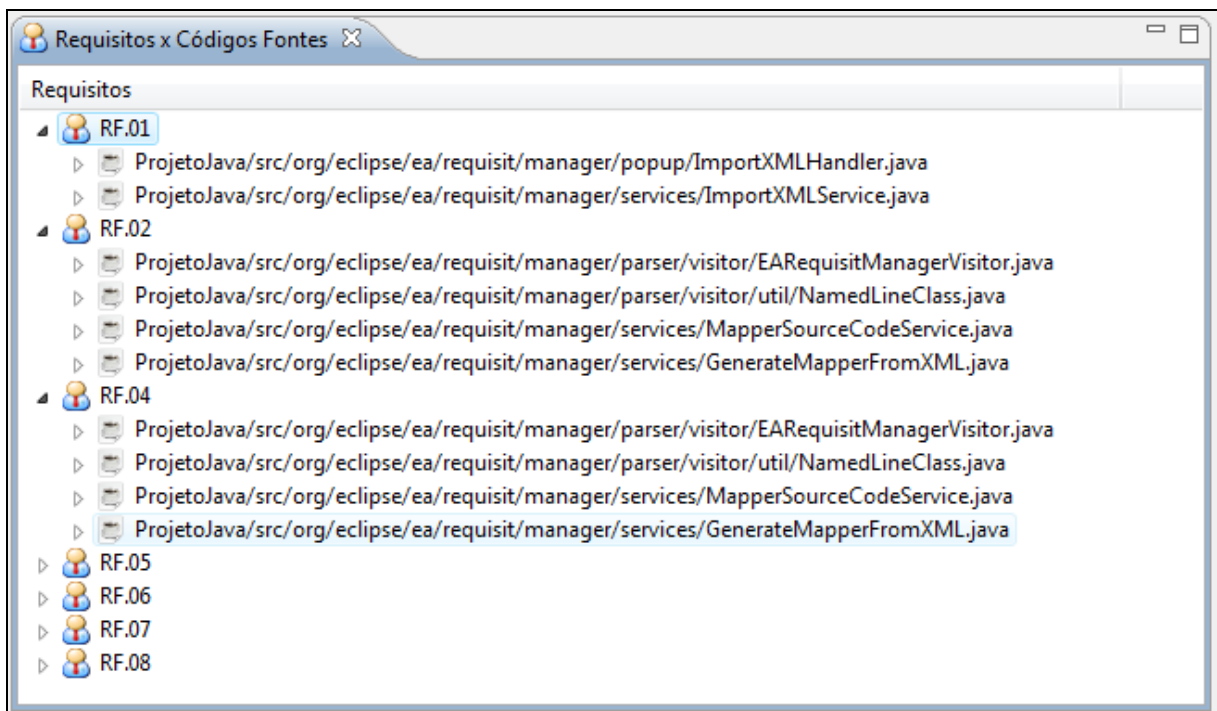 Requisitos x Códigos Fontes
Requisitos
RF.01
ProjetoJava/src/org/eclipse/ea/requisit/manager/popup/ImportXMLHandler.java
ProjetoJava/src/org/eclipse/ea/requisit/manager/services/ImportXMLService.java
RF.02
ProjetoJava/src/org/eclipse/ea/requisit/manager/parser/visitor/EARequisitManagerVisitor.java
ProjetoJava/src/org/eclipse/ea/requisit/manager/parser/visitor/util/NamedLineClass.java
ProjetoJava/src/org/eclipse/ea/requisit/manager/services/MapperSourceCodeService.java
ProjetoJava/src/org/eclipse/ea/requisit/manager/services/GenerateMapperFromXML.java
RF.04
ProjetoJava/src/org/eclipse/ea/requisit/manager/parser/visitor/EARequisitManagerVisitor.java
ProjetoJava/src/org/eclipse/ea/requisit/manager/parser/visitor/util/NamedLineClass.java
ProjetoJava/src/org/eclipse/ea/requisit/manager/services/MapperSourceCodeService.java
ProjetoJava/src/org/eclipse/ea/requisit/manager/services/GenerateMapperFromXML.java
RF.05
RF.06
RF.07
RF.08